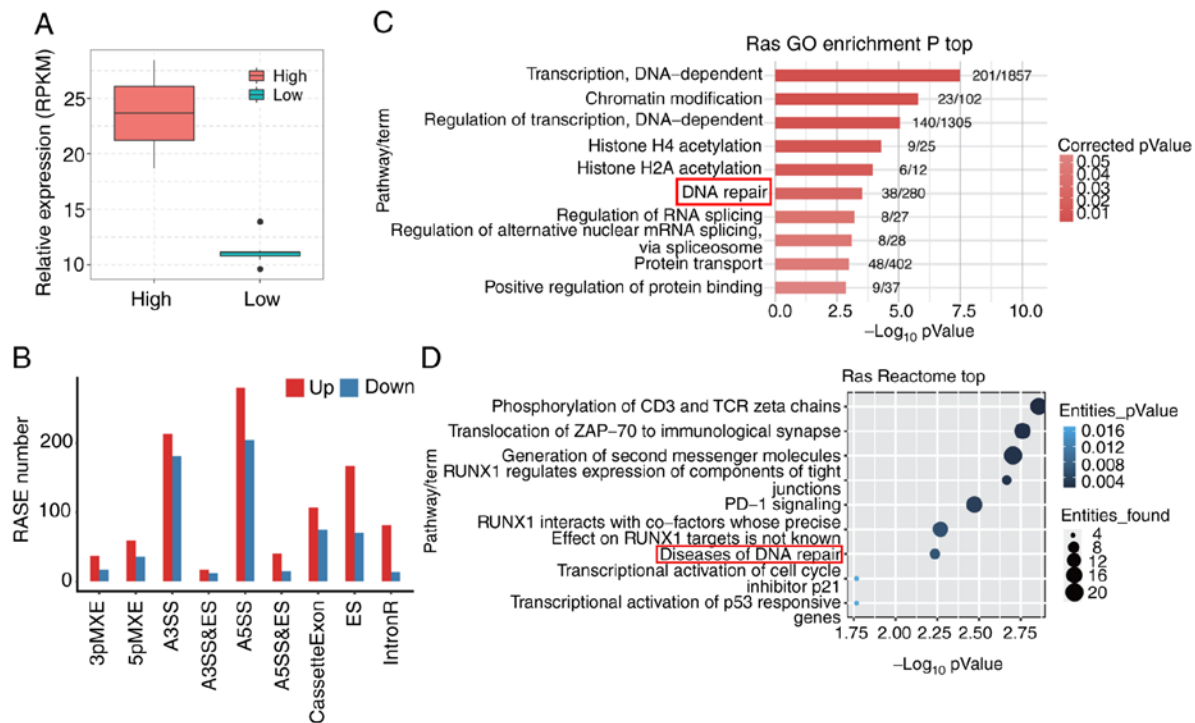 A
Relative expression (RPKM)
25
20
15
10
High
Low
High
Low
B
RASE number
200
100
0
Up
Down
3pMXE
5pMXE
A3SS
A3SS&ES
A5SS
A5SS&ES
CassetteExon
ES
IntronR
C
Ras GO enrichment P top
Pathway/term
Transcription, DNA-dependent
201/1857
Chromatin modification
23/102
Regulation of transcription, DNA-dependent
140/1305
Histone H4 acetylation
9/25
Histone H2A acetylation
6/12
DNA repair
38/280
Regulation of RNA splicing
8/27
Regulation of alternative nuclear mRNA splicing,
via spliceosome
8/28
Protein transport
48/402
Positive regulation of protein binding
9/37
0.0
2.5
5.0
7.5
10.0
−Log10 pValue
Corrected pValue
0.05
0.04
0.03
0.02
0.01
D
Ras Reactome top
Pathway/term
Phosphorylation of CD3 and TCR zeta chains
Translocation of ZAP-70 to immunological synapse
Generation of second messenger molecules
RUNX1 regulates expression of components of tight
junctions
PD-1 signaling
RUNX1 interacts with co-factors whose precise
Effect on RUNX1 targets is not known
Diseases of DNA repair
Transcriptional activation of cell cycle
inhibitor p21
Transcriptional activation of p53 responsive
genes
1.75
2.00
2.25
2.50
2.75
−Log10 pValue
Entities_pValue
0.016
0.012
0.008
0.004
Entities_found
4
8
12
16
20